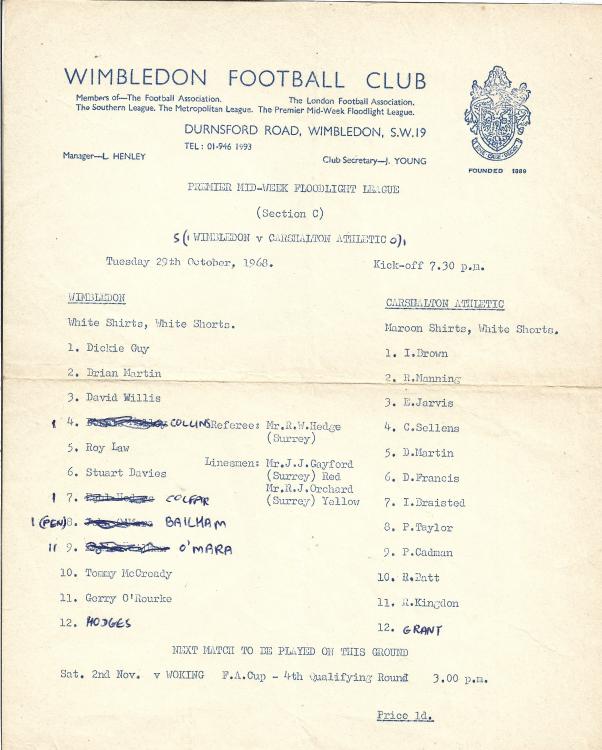 WIMBLEDON FOOTBALL CLUB
Members of—The Football Association. The London Football Association.
The Southern League. The Metropolitan League. The Premier Mid-Week Floodlight League.
DURNSFORD ROAD, WIMBLEDON, S.W.19
TEL: 01-946 1993
Manager—L. HENLEY
Club Secretary—J. YOUNG
FOUNDED 1889
PREMIER MID-WEEK FLOODLIGHT LEAGUE
(Section C)
5 (1 WIMBLEDON v CARSHALTON ATHLETIC 0) 1
Tuesday 29th October, 1968. Kick-off 7.30 p.m.
WIMBLEDON
White Shirts, White Shorts.
1. Dickie Guy
2. Brian Martin
3. David Willis
1 4. COLLINS
5. Roy Law
6. Stuart Davies
1 7. COLFAR
1 (PEN) 8. BAILHAM
11 9. O'MARA
10. Tommy McCready
11. Gerry O'Rourke
12. HODGES
Referee: Mr.R.W.Hedge
(Surrey)
Linesmen: Mr.J.J.Gayford
(Surrey) Red
Mr.R.J.Orchard
(Surrey) Yellow
CARSHALTON ATHLETIC
Maroon Shirts, White Shorts.
1. I.Brown
2. R.Manning
3. E.Jarvis
4. C.Sellens
5. D.Martin
6. D.Francis
7. I.Braisted
8. P.Taylor
9. P.Cadman
10. R.Batt
11. R.Kingdon
12. GRANT
NEXT MATCH TO BE PLAYED ON THIS GROUND
Sat. 2nd Nov. v WOKING F.A.Cup - 4th Qualifying Round 3.00 p.m.
Price 1d.